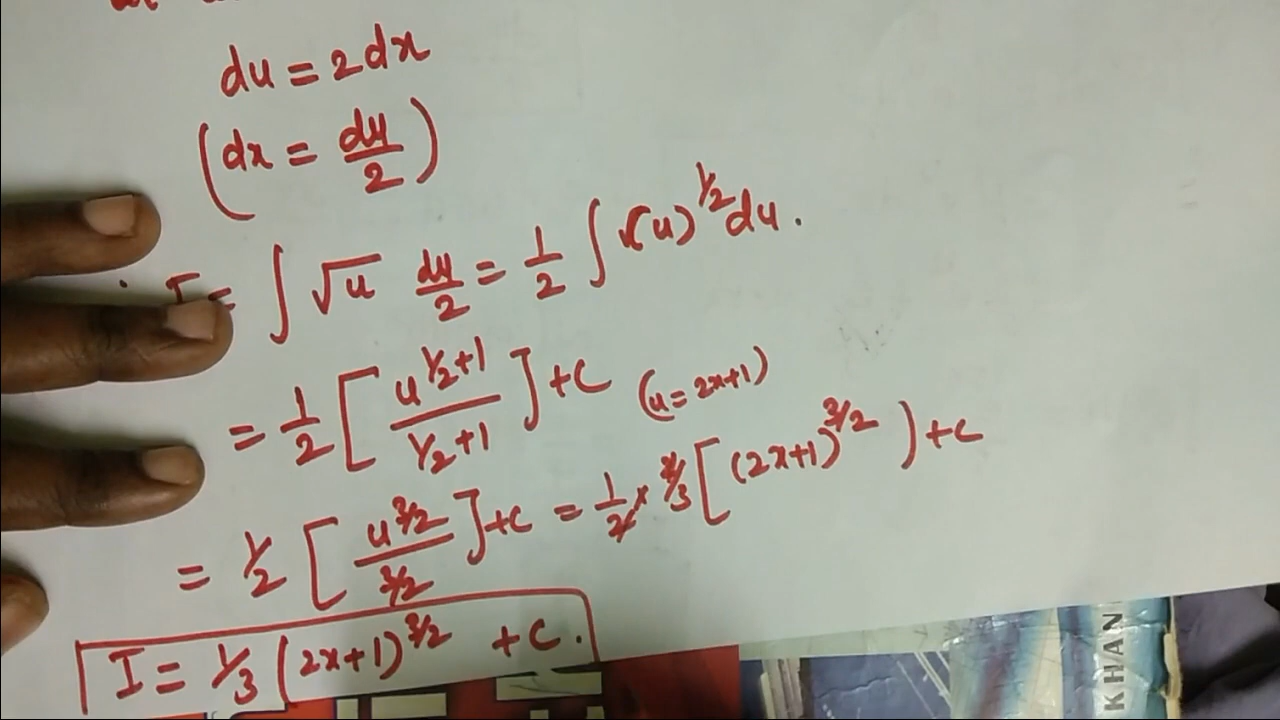 du = 2dx
(dx = du/2)
I = ∫ √u du/2 = 1/2 ∫ √(u)^1/2 du.
= 1/2 [ u^1/2+1 / 1/2+1 ] + C (u = 2x+1)
= 1/2 [ u^3/2 / 3/2 ] + C = 1/2 × 2/3 [ (2x+1)^3/2 ) + C
I = 1/3 (2x+1)^3/2 + C.
KHAN